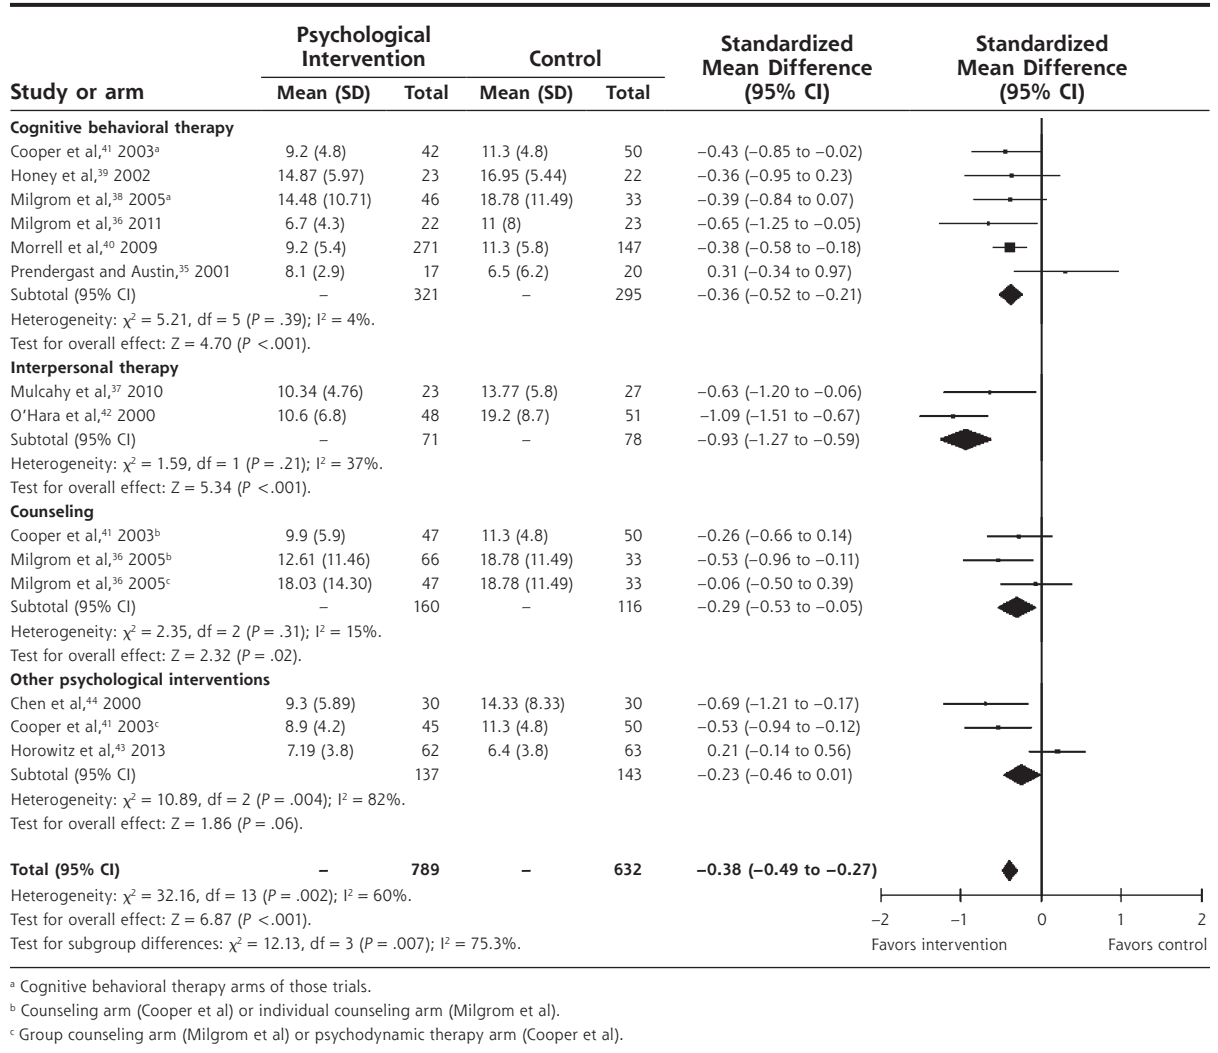 Psychological Intervention Control Standardized Mean Difference (95% CI) Standardized Mean Difference (95% CI)
Study or arm Mean (SD) Total Mean (SD) Total
Cognitive behavioral therapy
Cooper et al,⁴¹ 2003ᵃ 9.2 (4.8) 42 11.3 (4.8) 50 −0.43 (−0.85 to −0.02)
Honey et al,³⁹ 2002 14.87 (5.97) 23 16.95 (5.44) 22 −0.36 (−0.95 to 0.23)
Milgrom et al,³⁸ 2005ᵃ 14.48 (10.71) 46 18.78 (11.49) 33 −0.39 (−0.84 to 0.07)
Milgrom et al,³⁶ 2011 6.7 (4.3) 22 11 (8) 23 −0.65 (−1.25 to −0.05)
Morrell et al,⁴⁰ 2009 9.2 (5.4) 271 11.3 (5.8) 147 −0.38 (−0.58 to −0.18)
Prendergast and Austin,³⁵ 2001 8.1 (2.9) 17 6.5 (6.2) 20 0.31 (−0.34 to 0.97)
Subtotal (95% CI) – 321 – 295 −0.36 (−0.52 to −0.21)
Heterogeneity: χ² = 5.21, df = 5 (P = .39); I² = 4%.
Test for overall effect: Z = 4.70 (P <.001).
Interpersonal therapy
Mulcahy et al,³⁷ 2010 10.34 (4.76) 23 13.77 (5.8) 27 −0.63 (−1.20 to −0.06)
O’Hara et al,⁴² 2000 10.6 (6.8) 48 19.2 (8.7) 51 −1.09 (−1.51 to −0.67)
Subtotal (95% CI) – 71 – 78 −0.93 (−1.27 to −0.59)
Heterogeneity: χ² = 1.59, df = 1 (P = .21); I² = 37%.
Test for overall effect: Z = 5.34 (P <.001).
Counseling
Cooper et al,⁴¹ 2003ᵇ 9.9 (5.9) 47 11.3 (4.8) 50 −0.26 (−0.66 to 0.14)
Milgrom et al,³⁶ 2005ᵇ 12.61 (11.46) 66 18.78 (11.49) 33 −0.53 (−0.96 to −0.11)
Milgrom et al,³⁶ 2005ᶜ 18.03 (14.30) 47 18.78 (11.49) 33 −0.06 (−0.50 to 0.39)
Subtotal (95% CI) – 160 – 116 −0.29 (−0.53 to −0.05)
Heterogeneity: χ² = 2.35, df = 2 (P = .31); I² = 15%.
Test for overall effect: Z = 2.32 (P = .02).
Other psychological interventions
Chen et al,⁴⁴ 2000 9.3 (5.89) 30 14.33 (8.33) 30 −0.69 (−1.21 to −0.17)
Cooper et al,⁴¹ 2003ᶜ 8.9 (4.2) 45 11.3 (4.8) 50 −0.53 (−0.94 to −0.12)
Horowitz et al,⁴³ 2013 7.19 (3.8) 62 6.4 (3.8) 63 0.21 (−0.14 to 0.56)
Subtotal (95% CI) 137 143 −0.23 (−0.46 to 0.01)
Heterogeneity: χ² = 10.89, df = 2 (P = .004); I² = 82%.
Test for overall effect: Z = 1.86 (P = .06).
Total (95% CI) – 789 – 632 −0.38 (−0.49 to −0.27)
Heterogeneity: χ² = 32.16, df = 13 (P = .002); I² = 60%.
Test for overall effect: Z = 6.87 (P <.001). −2 −1 0 1 2
Test for subgroup differences: χ² = 12.13, df = 3 (P = .007); I² = 75.3%. Favors intervention Favors control
ᵃ Cognitive behavioral therapy arms of those trials.
ᵇ Counseling arm (Cooper et al) or individual counseling arm (Milgrom et al).
ᶜ Group counseling arm (Milgrom et al) or psychodynamic therapy arm (Cooper et al).